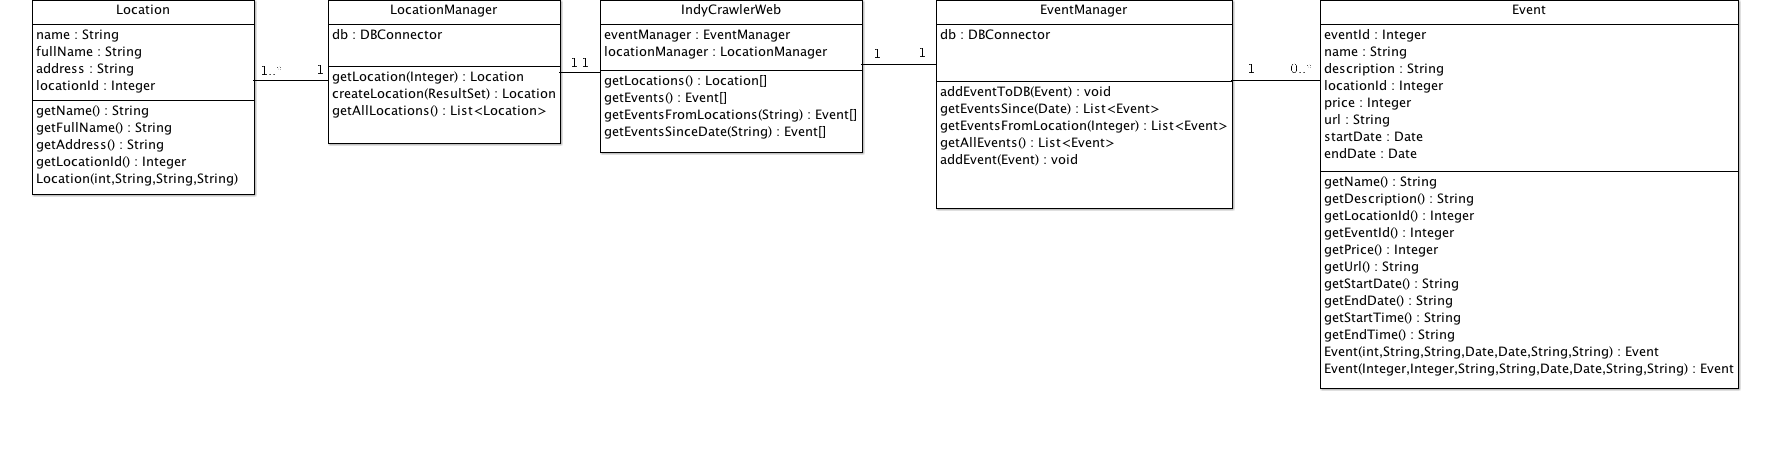 Location
name : String
fullName : String
address : String
locationId : Integer
getName() : String
getFullName() : String
getAddress() : String
getLocationId() : Integer
Location(int,String,String,String)
1..*
1
LocationManager
db : DBConnector
getLocation(Integer) : Location
createLocation(ResultSet) : Location
getAllLocations() : List<Location>
1 1
IndyCrawlerWeb
eventManager : EventManager
locationManager : LocationManager
getLocations() : Location[]
getEvents() : Event[]
getEventsFromLocations(String) : Event[]
getEventsSinceDate(String) : Event[]
1
1
EventManager
db : DBConnector
addEventToDB(Event) : void
getEventsSince(Date) : List<Event>
getEventsFromLocation(Integer) : List<Event>
getAllEvents() : List<Event>
addEvent(Event) : void
1
0..*
Event
eventId : Integer
name : String
description : String
locationId : Integer
price : Integer
url : String
startDate : Date
endDate : Date
getName() : String
getDescription() : String
getLocationId() : Integer
getEventId() : Integer
getPrice() : Integer
getUrl() : String
getStartDate() : String
getEndDate() : String
getStartTime() : String
getEndTime() : String
Event(int,String,String,Date,Date,String,String) : Event
Event(Integer,Integer,String,String,Date,Date,String,String) : Event